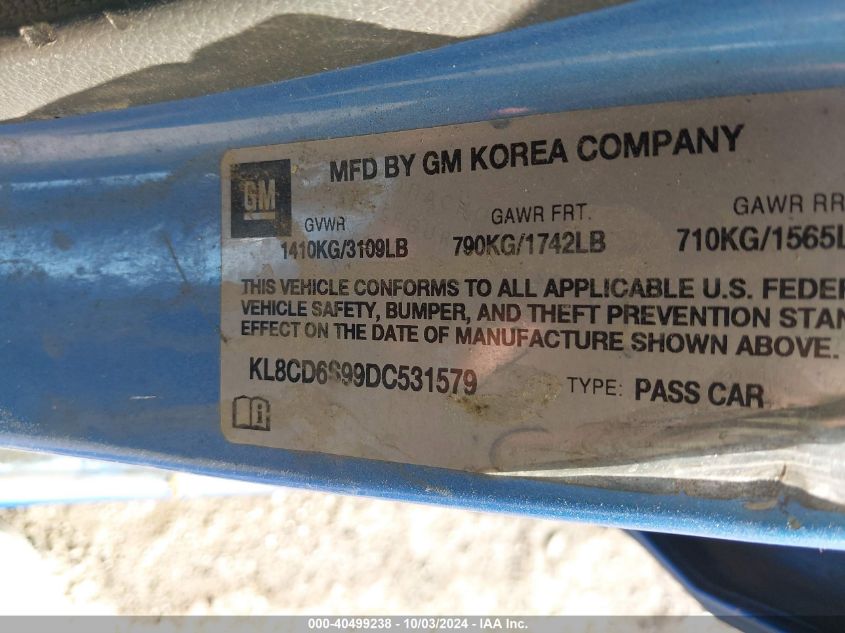 MFD BY GM KOREA COMPANY
GM
GVWR GAWR FRT. GAWR RR
1410KG/3109LB 790KG/1742LB 710KG/1565L
THIS VEHICLE CONFORMS TO ALL APPLICABLE U.S. FEDER
VEHICLE SAFETY, BUMPER, AND THEFT PREVENTION STAN
EFFECT ON THE DATE OF MANUFACTURE SHOWN ABOVE.
KL8CD6S99DC531579 TYPE: PASS CAR
000-40499238 - 10/03/2024 - IAA Inc.